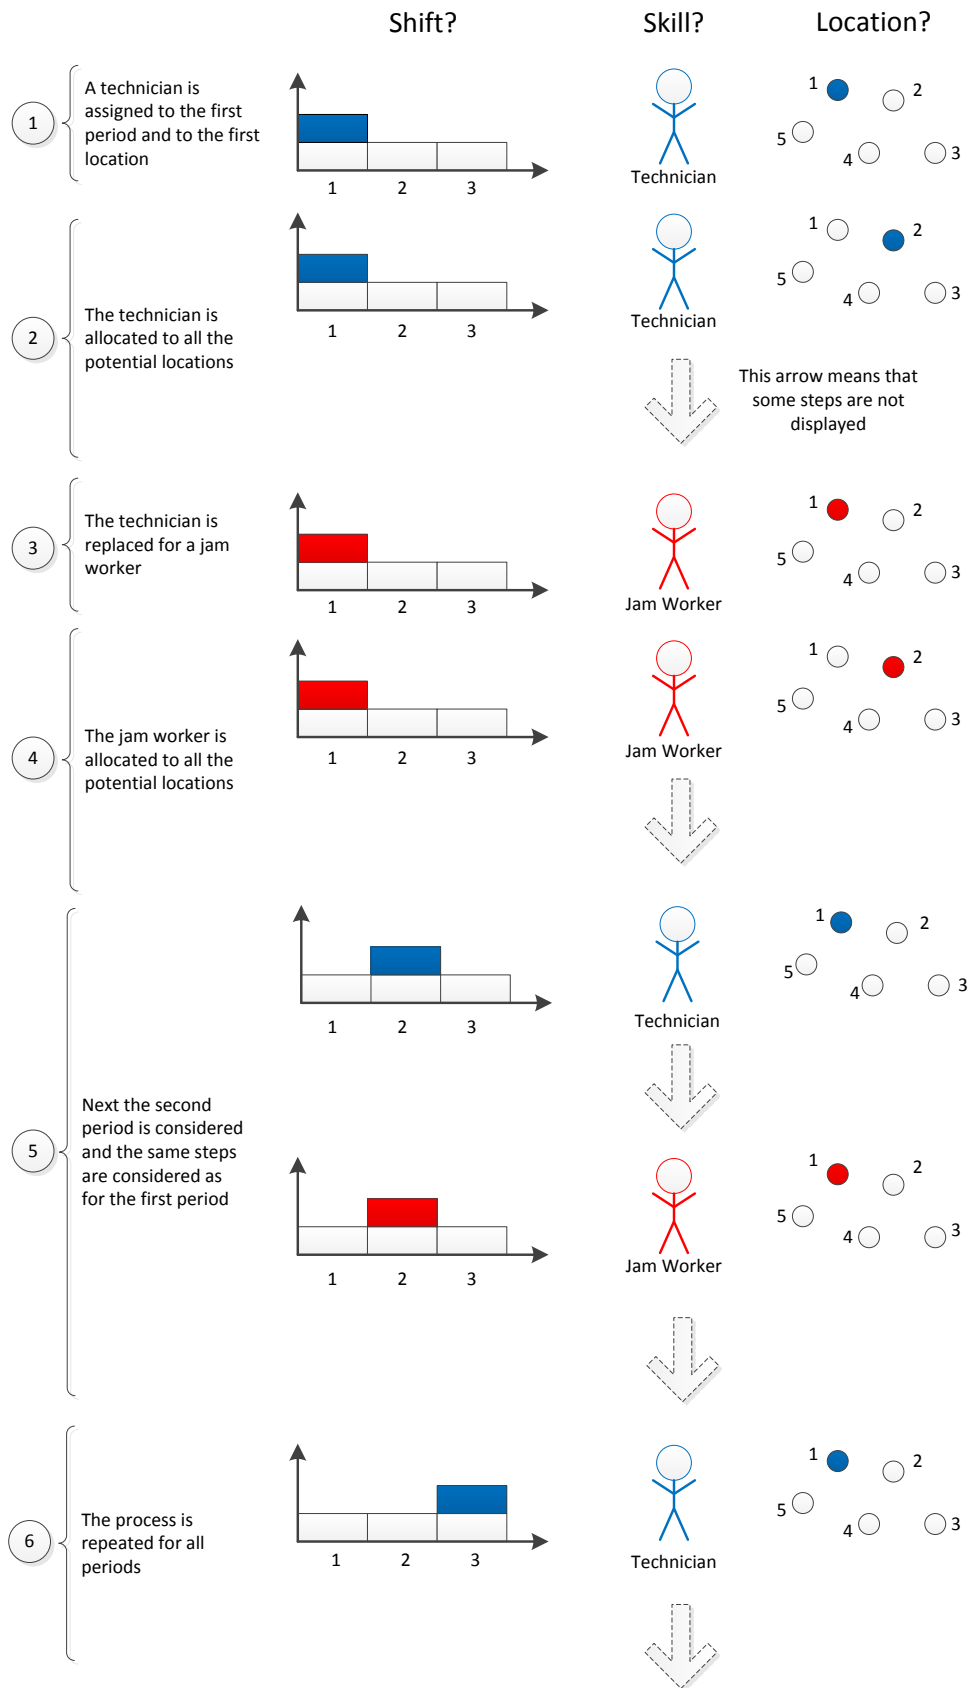 Shift?
Skill?
Location?
1
A technician is
assigned to the first
period and to the first
location
1 2 3
Technician
1
2
5
4
3
2
The technician is
allocated to all the
potential locations
1 2 3
Technician
1
2
5
4
3
This arrow means that
some steps are not
displayed
3
The technician is
replaced for a jam
worker
1 2 3
Jam Worker
1
2
5
4
3
4
The jam worker is
allocated to all the
potential locations
1 2 3
Jam Worker
1
2
5
4
3
5
Next the second
period is considered
and the same steps
are considered as
for the first period
1 2 3
Technician
1
2
5
4
3
1 2 3
Jam Worker
1
2
5
4
3
6
The process is
repeated for all
periods
1 2 3
Technician
1
2
5
4
3